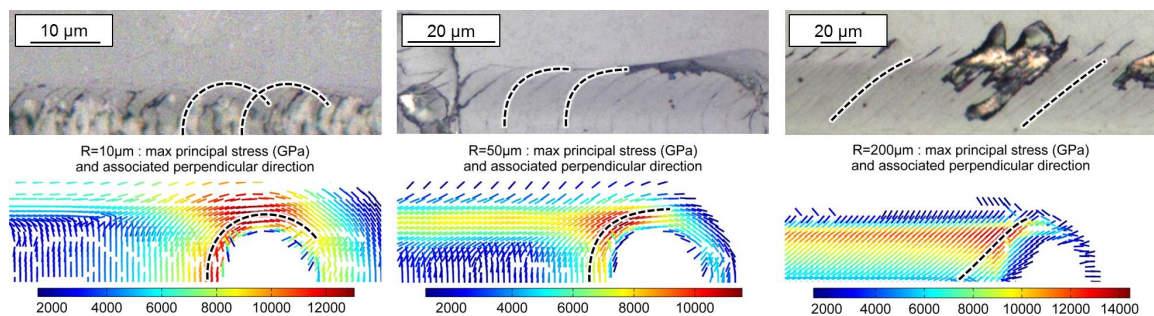 10 µm
20 µm
20 µm
R=10µm : max principal stress (GPa)
and associated perpendicular direction
R=50µm : max principal stress (GPa)
and associated perpendicular direction
R=200µm : max principal stress (GPa)
and associated perpendicular direction
2000 4000 6000 8000 10000 12000
2000 4000 6000 8000 10000
2000 4000 6000 8000 10000 12000 14000